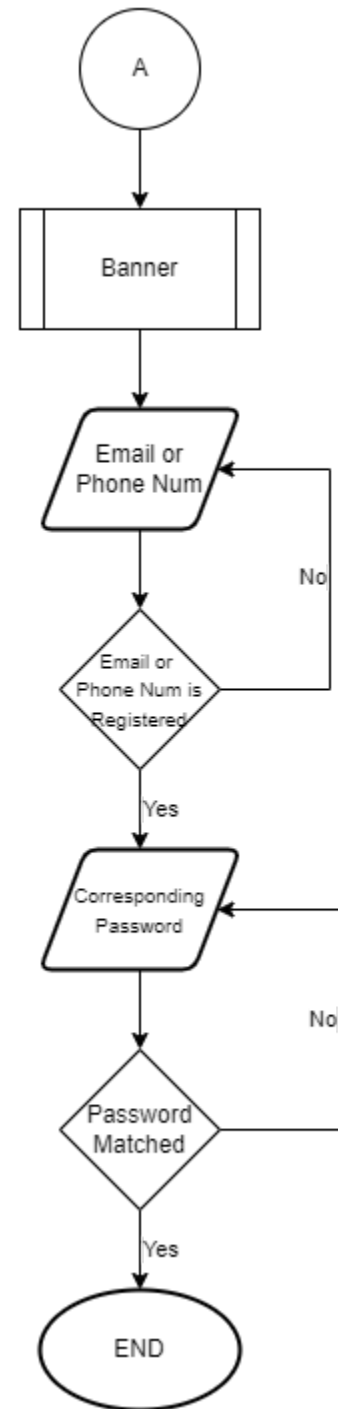 A
Banner
Email or
Phone Num
No
Email or
Phone Num is
Registered
Yes
Corresponding
Password
No
Password
Matched
Yes
END